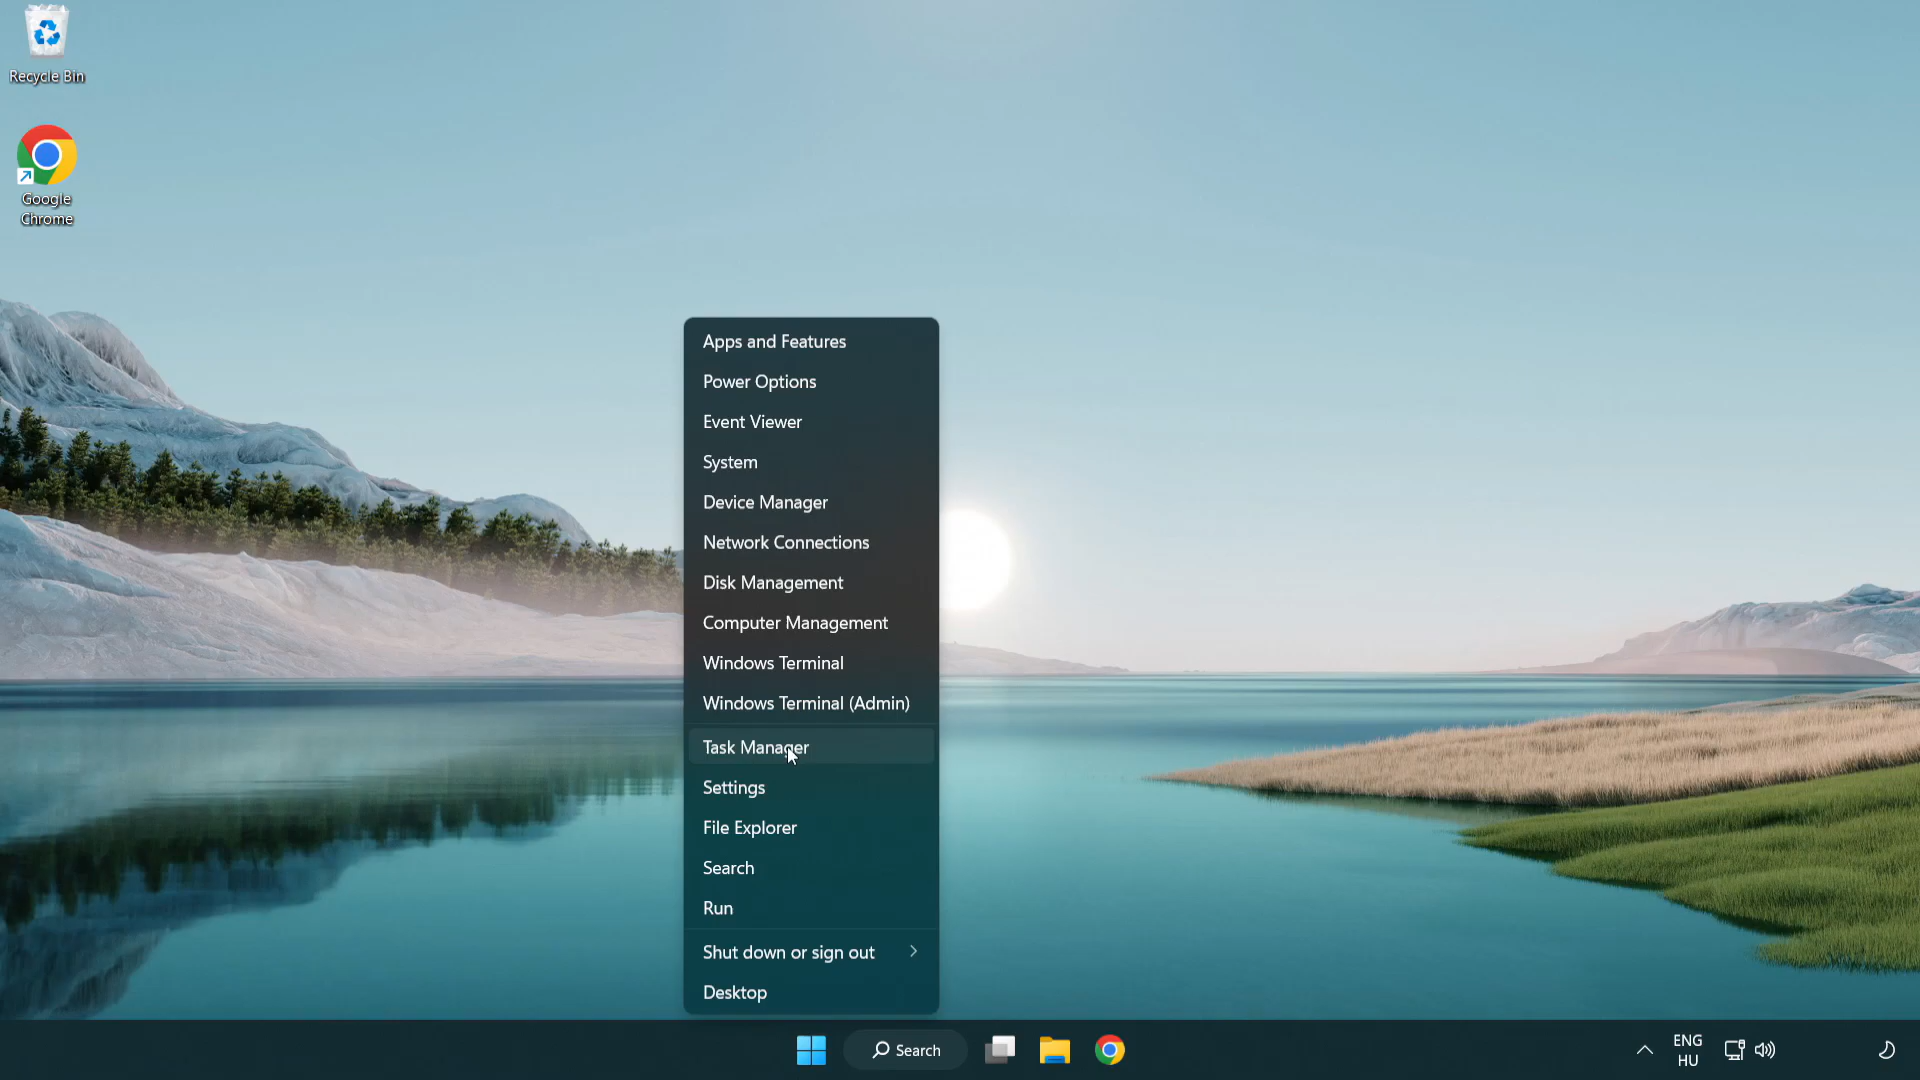 Recycle Bin
Google
Chrome
Apps and Features
Power Options
Event Viewer
System
Device Manager
Network Connections
Disk Management
Computer Management
Windows Terminal
Windows Terminal (Admin)
Task Manager
Settings
File Explorer
Search
Run
Shut down or sign out
Desktop
Search
ENG
HU